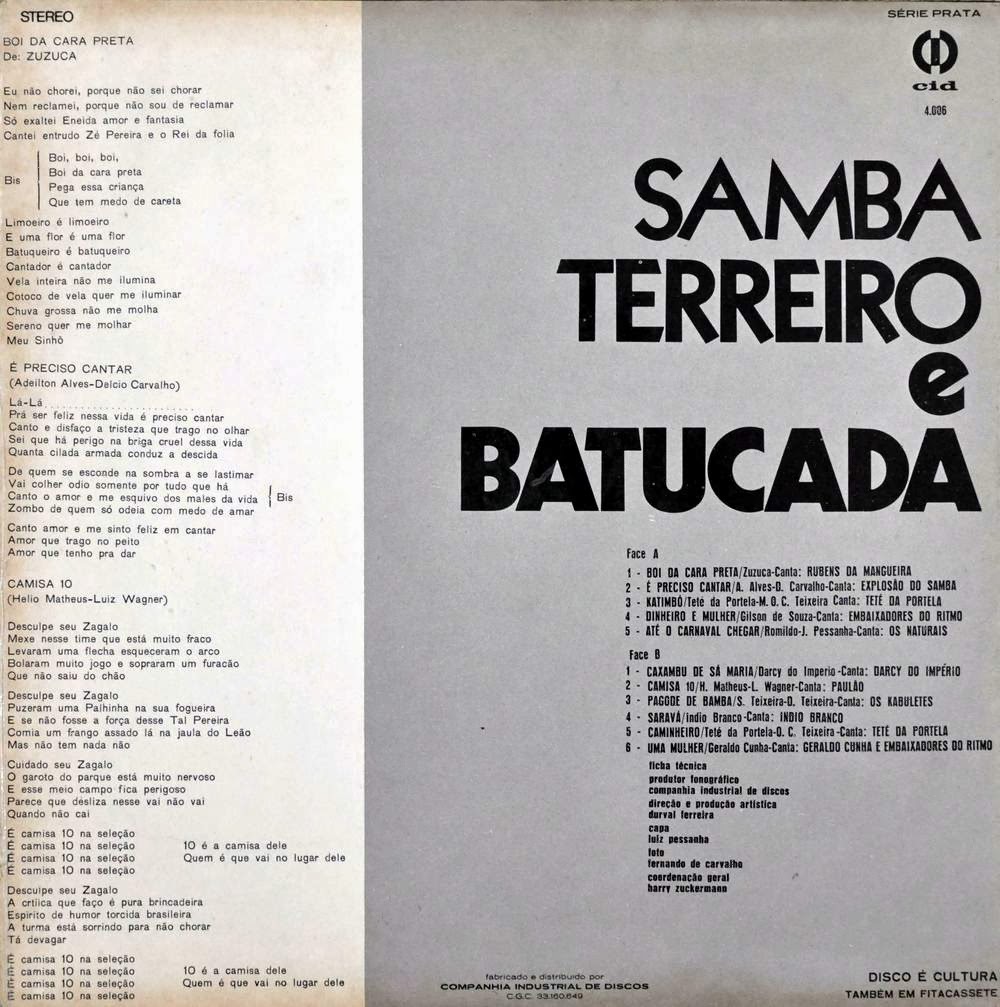 STEREO
BOI DA CARA PRETA
De: ZUZUCA
Eu não chorei, porque não sei chorar
Nem reclamei, porque não sou de reclamar
Só exaltei Eneida amor e fantasia
Cantei entrudo Zé Pereira e o Rei da folia
Bis
Boi, boi, boi,
Boi da cara preta
Pega essa criança
Que tem medo de careta
Limoeiro é limoeiro
E uma flor é uma flor
Batuqueiro é batuqueiro
Cantador é cantador
Vela inteira não me ilumina
Cotoco de vela quer me iluminar
Chuva grossa não me molha
Sereno quer me molhar
Meu Sinhô
É PRECISO CANTAR
(Adeilton Alves-Delcio Carvalho)
Lá-Lá........................
Prá ser feliz nessa vida é preciso cantar
Canto e disfaço a tristeza que trago no olhar
Sei que há perigo na briga cruel dessa vida
Quanta cilada armada conduz a descida
De quem se esconde na sombra a se lastimar
Vai colher odio somente por tudo que há
Canto o amor e me esquivo dos males da vida
Zombo de quem só odeia com medo de amar
Bis
Canto amor e me sinto feliz em cantar
Amor que trago no peito
Amor que tenho pra dar
CAMISA 10
(Helio Matheus-Luiz Wagner)
Desculpe seu Zagalo
Mexe nesse time que está muito fraco
Levaram uma flecha esqueceram o arco
Bolaram muito jogo e sopraram um furacão
Que não saiu do chão
Desculpe seu Zagalo
Puzeram uma Palhinha na sua fogueira
E se não fosse a força desse Tal Pereira
Comia um frango assado lá na jaula do Leão
Mas não tem nada não
Cuidado seu Zagalo
O garoto do parque está muito nervoso
E esse meio campo fica perigoso
Parece que desliza nesse vai não vai
Quando não cai
É camisa 10 na seleção
É camisa 10 na seleção 10 é a camisa dele
É camisa 10 na seleção Quem é que vai no lugar dele
É camisa 10 na seleção
Desculpe seu Zagalo
A crtiica que faço é pura brincadeira
Espirito de humor torcida brasileira
A turma está sorrindo para não chorar
Tá devagar
É camisa 10 na seleção
É camisa 10 na seleção 10 é a camisa dele
É camisa 10 na seleção Quem é que vai no lugar dele
É camisa 10 na seleção
SÉRIE PRATA
cid
4.006
SAMBA
TERREIRO
e
BATUCADA
Face A
1 - BOI DA CARA PRETA/Zuzuca-Canta: RUBENS DA MANGUEIRA
2 - É PRECISO CANTAR/A. Alves-D. Carvalho-Canta: EXPLOSÃO DO SAMBA
3 - KATIMBÓ/Teté da Portela-M.O.C. Teixeira Canta: TETÉ DA PORTELA
4 - DINHEIRO E MULHER/Gilson de Souza-Canta: EMBAIXADORES DO RITMO
5 - ATÉ O CARNAVAL CHEGAR/Romildo-J. Pessanha-Canta: OS NATURAIS
Face B
1 - CAXAMBU DE SÁ MARIA/Darcy do Imperio-Canta: DARCY DO IMPÉRIO
2 - CAMISA 10/H. Matheus-L. Wagner-Canta: PAULÃO
3 - PAGODE DE BAMBA/S. Teixeira-D. Teixeira-Canta: OS KABULETES
4 - SARAVÁ/Indio Branco-Canta: ÍNDIO BRANCO
5 - CAMINHEIRO/Teté da Portela-O. C. Teixeira-Canta: TETÉ DA PORTELA
6 - UMA MULHER/Geraldo Cunha-Canta: GERALDO CUNHA E EMBAIXADORES DO RITMO
ficha técnica
produtor fonográfico
companhia industrial de discos
direção e produção artística
durval ferreira
capa
luiz pessanha
foto
fernando de carvalho
coordenação geral
harry zuckermann
fabricado e distribuido por
COMPANHIA INDUSTRIAL DE DISCOS
C.G.C. 33.160.649
DISCO É CULTURA
TAMBÉM EM FITACASSETE